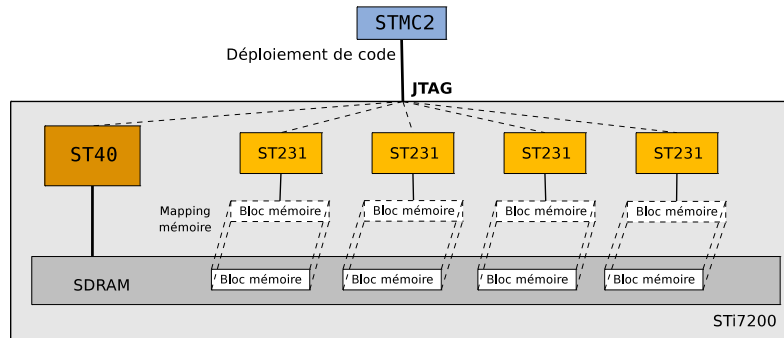 STMC2
Déploiement de code
JTAG
ST40
ST231
ST231
ST231
ST231
Mapping
mémoire
Bloc mémoire
Bloc mémoire
Bloc mémoire
Bloc mémoire
SDRAM
Bloc mémoire
Bloc mémoire
Bloc mémoire
Bloc mémoire
STi7200